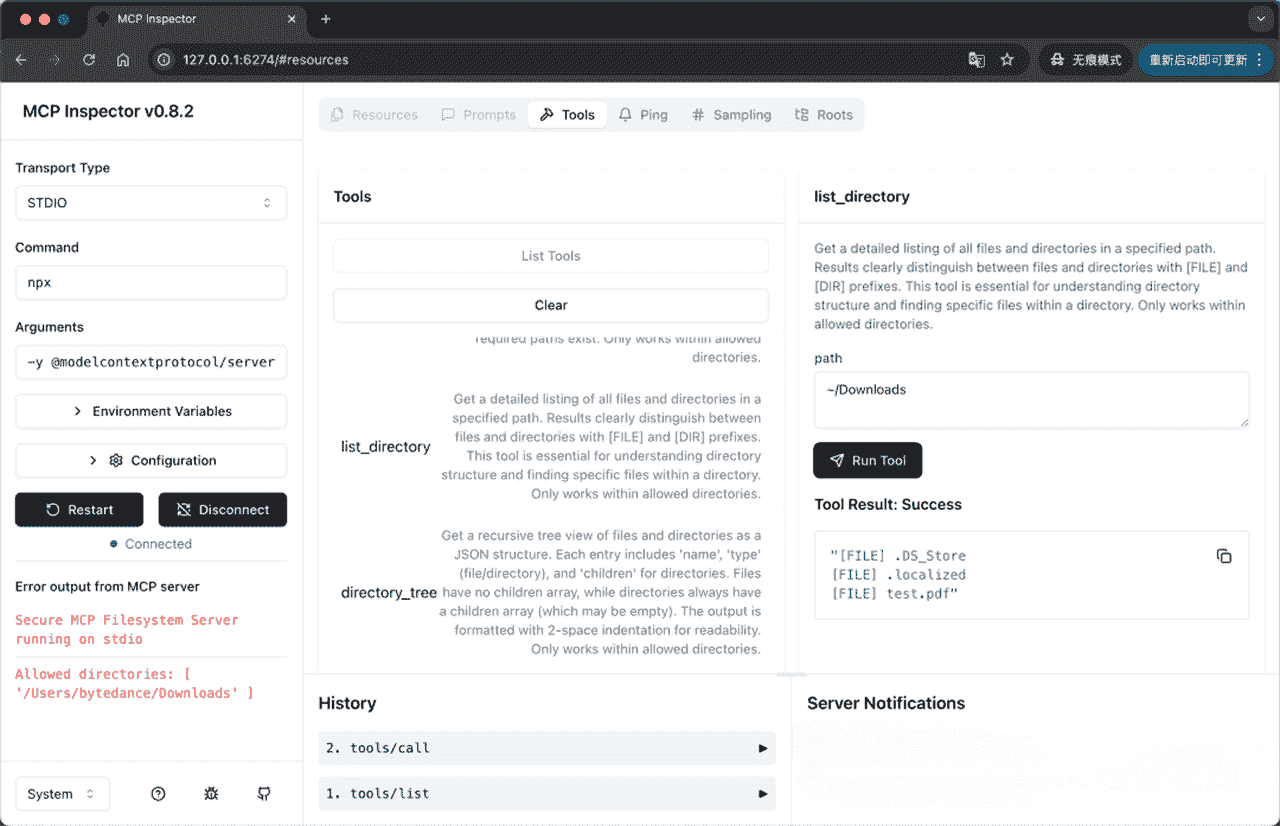 MCP Inspector
127.0.0.1:6274/#resources
无痕模式
重新启动即可更新
MCP Inspector v0.8.2
Transport Type
STDIO
Command
npx
Arguments
-y @modelcontextprotocol/server
Environment Variables
Configuration
Restart
Disconnect
Connected
Error output from MCP server
Secure MCP Filesystem Server
running on stdio
Allowed directories: [
'/Users/bytedance/Downloads' ]
System
Resources
Prompts
Tools
Ping
Sampling
Roots
Tools
List Tools
Clear
required paths exist. Only works within allowed
directories.
list_directory
Get a detailed listing of all files and directories in a
specified path. Results clearly distinguish between
files and directories with [FILE] and [DIR] prefixes.
This tool is essential for understanding directory
structure and finding specific files within a directory.
Only works within allowed directories.
directory_tree
Get a recursive tree view of files and directories as a
JSON structure. Each entry includes 'name', 'type'
(file/directory), and 'children' for directories. Files
have no children array, while directories always have
a children array (which may be empty). The output is
formatted with 2-space indentation for readability.
Only works within allowed directories.
list_directory
Get a detailed listing of all files and directories in a specified path.
Results clearly distinguish between files and directories with [FILE] and
[DIR] prefixes. This tool is essential for understanding directory
structure and finding specific files within a directory. Only works within
allowed directories.
path
~/Downloads
Run Tool
Tool Result: Success
"[FILE] .DS_Store
[FILE] .localized
[FILE] test.pdf"
History
2. tools/call
1. tools/list
Server Notifications